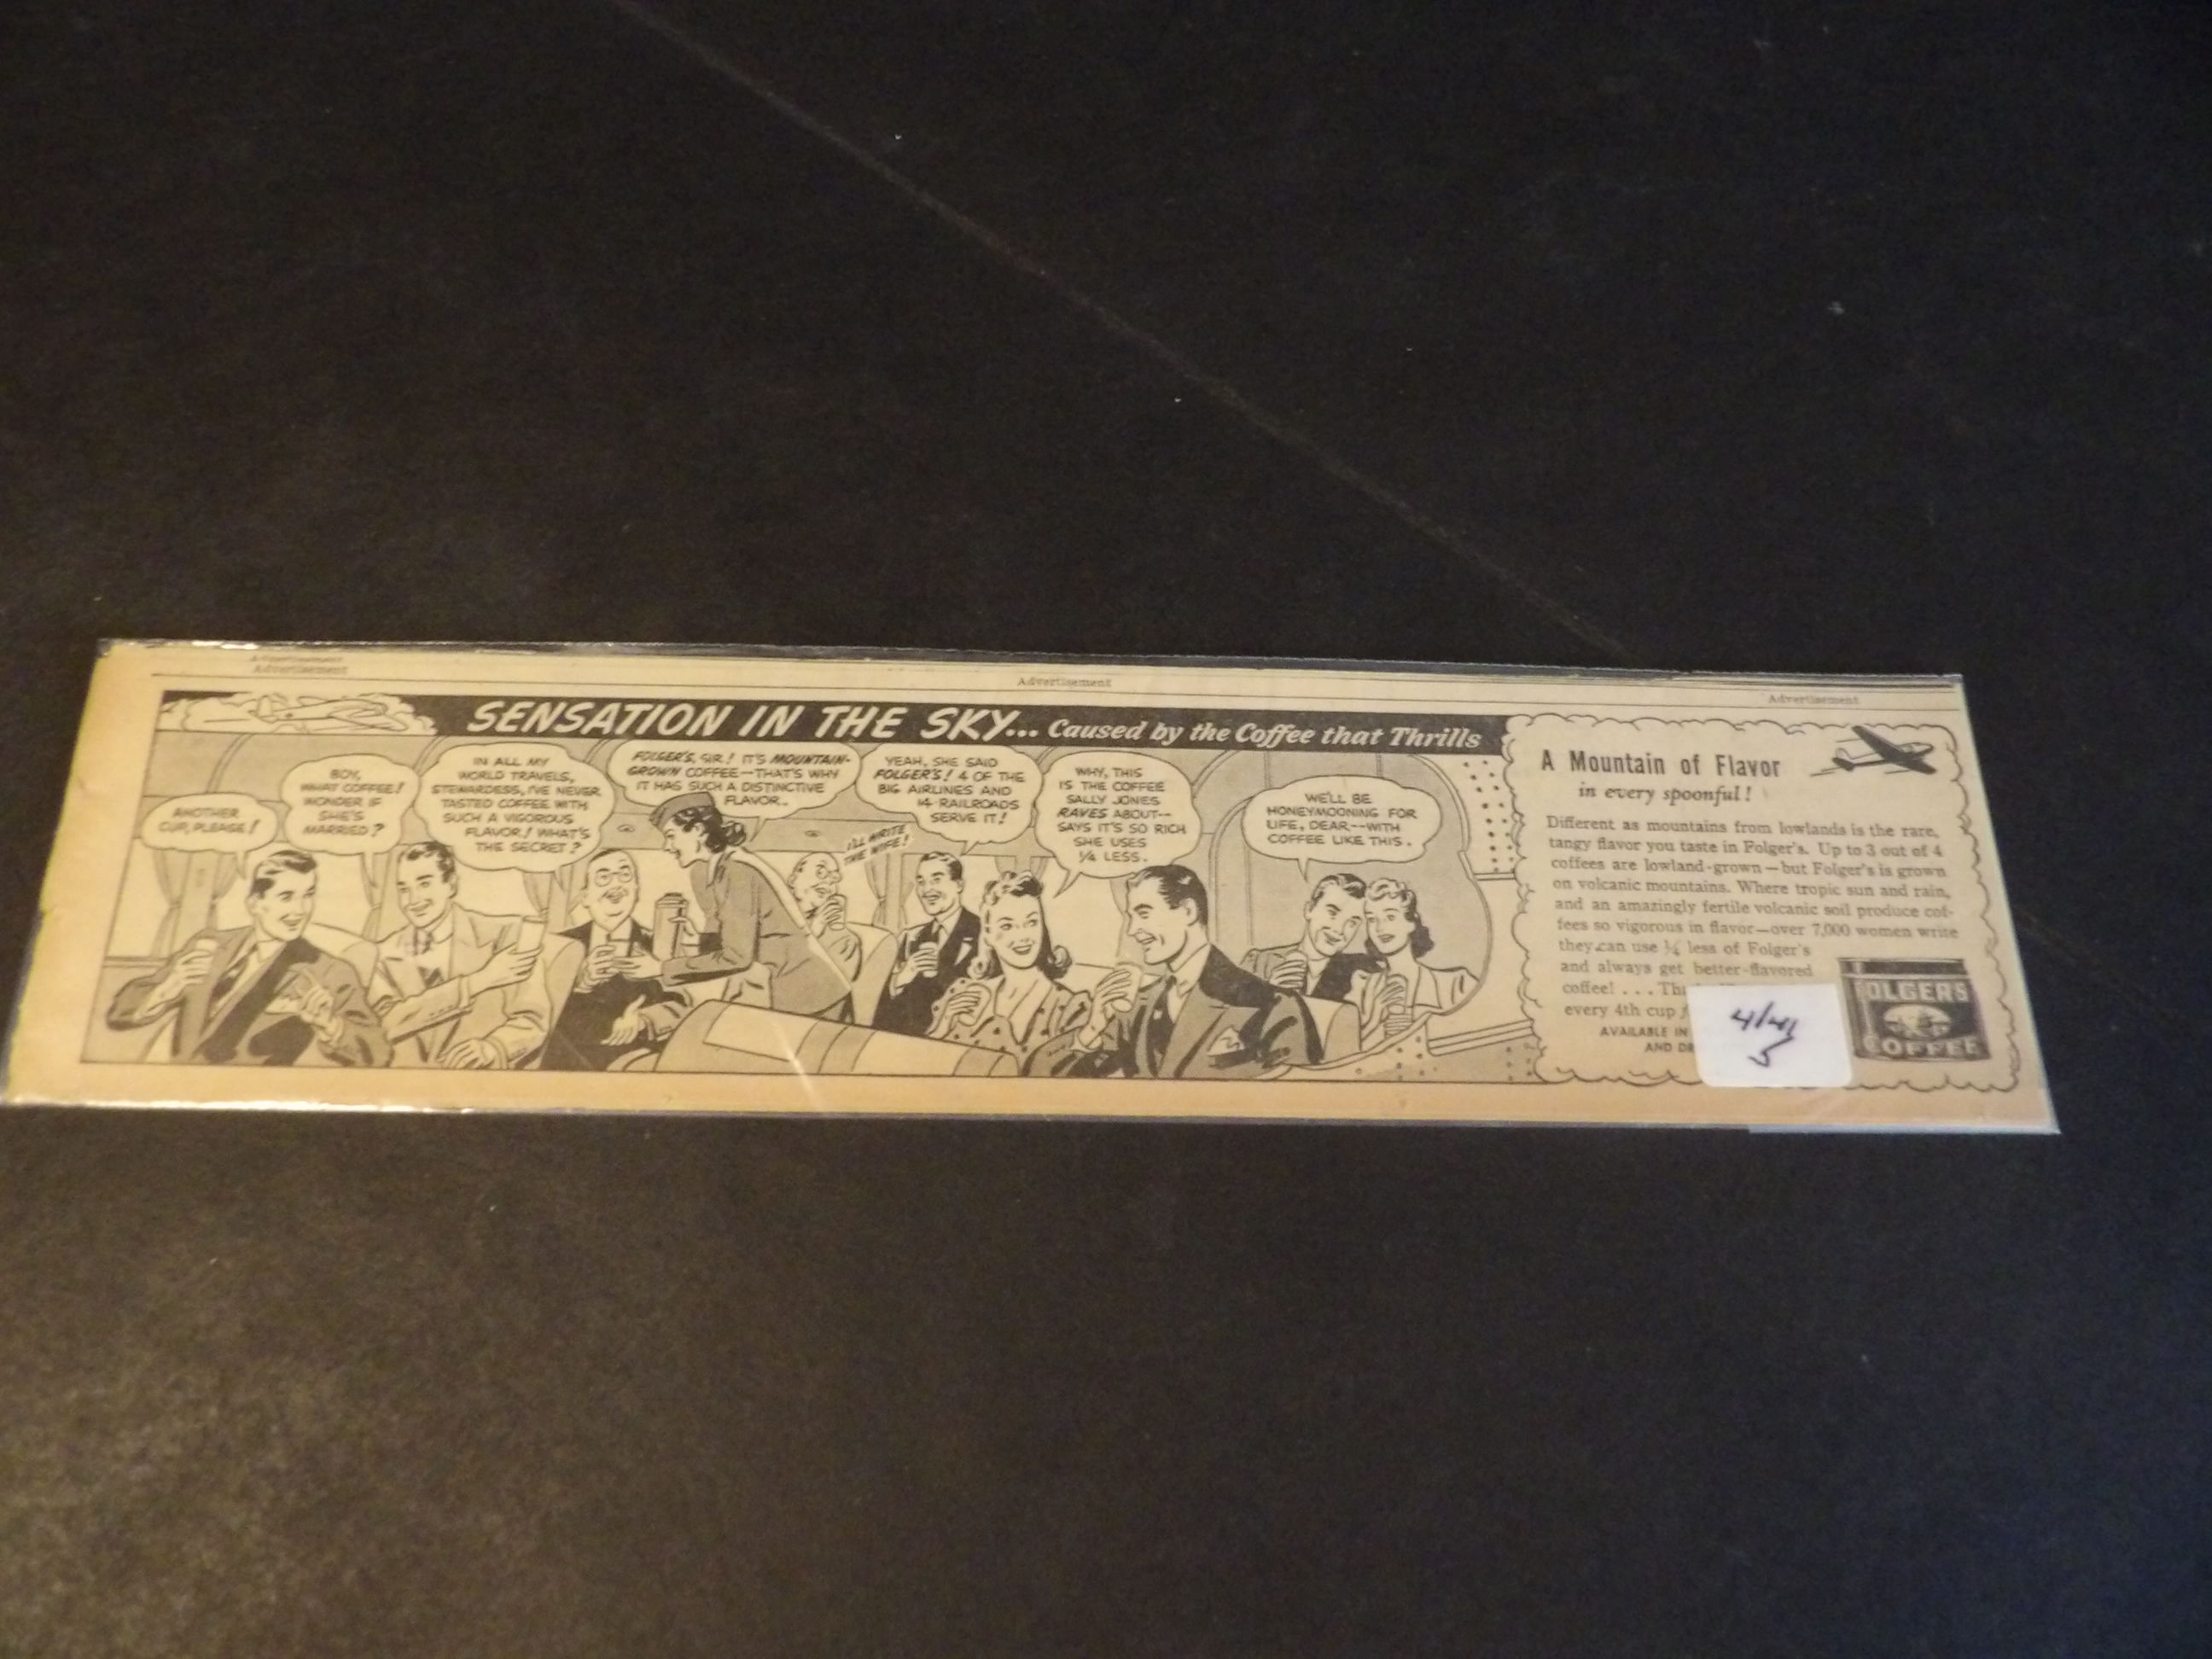 Advertisement
Advertisement
Advertisement
Advertisement
SENSATION IN THE SKY... Caused by the Coffee that Thrills
ANOTHER
CUP, PLEASE!
BOY,
WHAT COFFEE!
WONDER IF
SHE'S
MARRIED?
IN ALL MY
WORLD TRAVELS,
STEWARDESS, I'VE NEVER
TASTED COFFEE WITH
SUCH A VIGOROUS
FLAVOR! WHAT'S
THE SECRET?
FOLGER'S, SIR! IT'S MOUNTAIN-
GROWN COFFEE—THAT'S WHY
IT HAS SUCH A DISTINCTIVE
FLAVOR..
I'LL WRITE
THE WIFE!
YEAH, SHE SAID
FOLGER'S! 4 OF THE
BIG AIRLINES AND
14 RAILROADS
SERVE IT!
WHY, THIS
IS THE COFFEE
SALLY JONES
RAVES ABOUT--
SAYS IT'S SO RICH
SHE USES
¼ LESS.
WE'LL BE
HONEYMOONING FOR
LIFE, DEAR--WITH
COFFEE LIKE THIS.
A Mountain of Flavor
in every spoonful!
Different as mountains from lowlands is the rare,
tangy flavor you taste in Folger's. Up to 3 out of 4
coffees are lowland-grown—but Folger's is grown
on volcanic mountains. Where tropic sun and rain,
and an amazingly fertile volcanic soil produce cof-
fees so vigorous in flavor—over 7,000 women write
they can use ¼ less of Folger's
and always get better-flavored
coffee! . . .
every 4th cup
AVAILABLE IN
AND
FOLGER'S
COFFEE
4/41
5